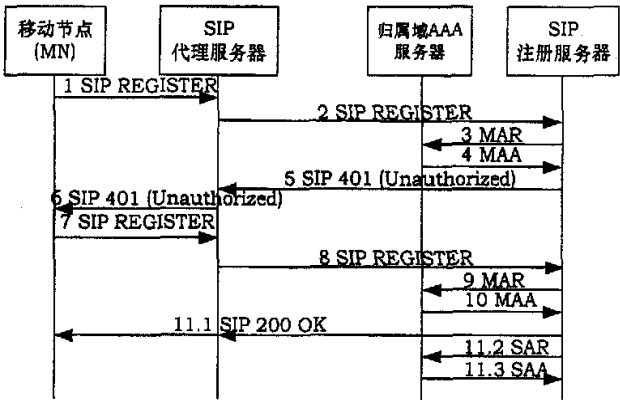 移动节点
(MN)
SIP
代理服务器
归属域AAA
服务器
SIP
注册服务器
1 SIP REGISTER
2 SIP REGISTER
3 MAR
4 MAA
5 SIP 401 (Unauthorized)
6 SIP 401 (Unauthorized)
7 SIP REGISTER
8 SIP REGISTER
9 MAR
10 MAA
11.1 SIP 200 OK
11.2 SAR
11.3 SAA